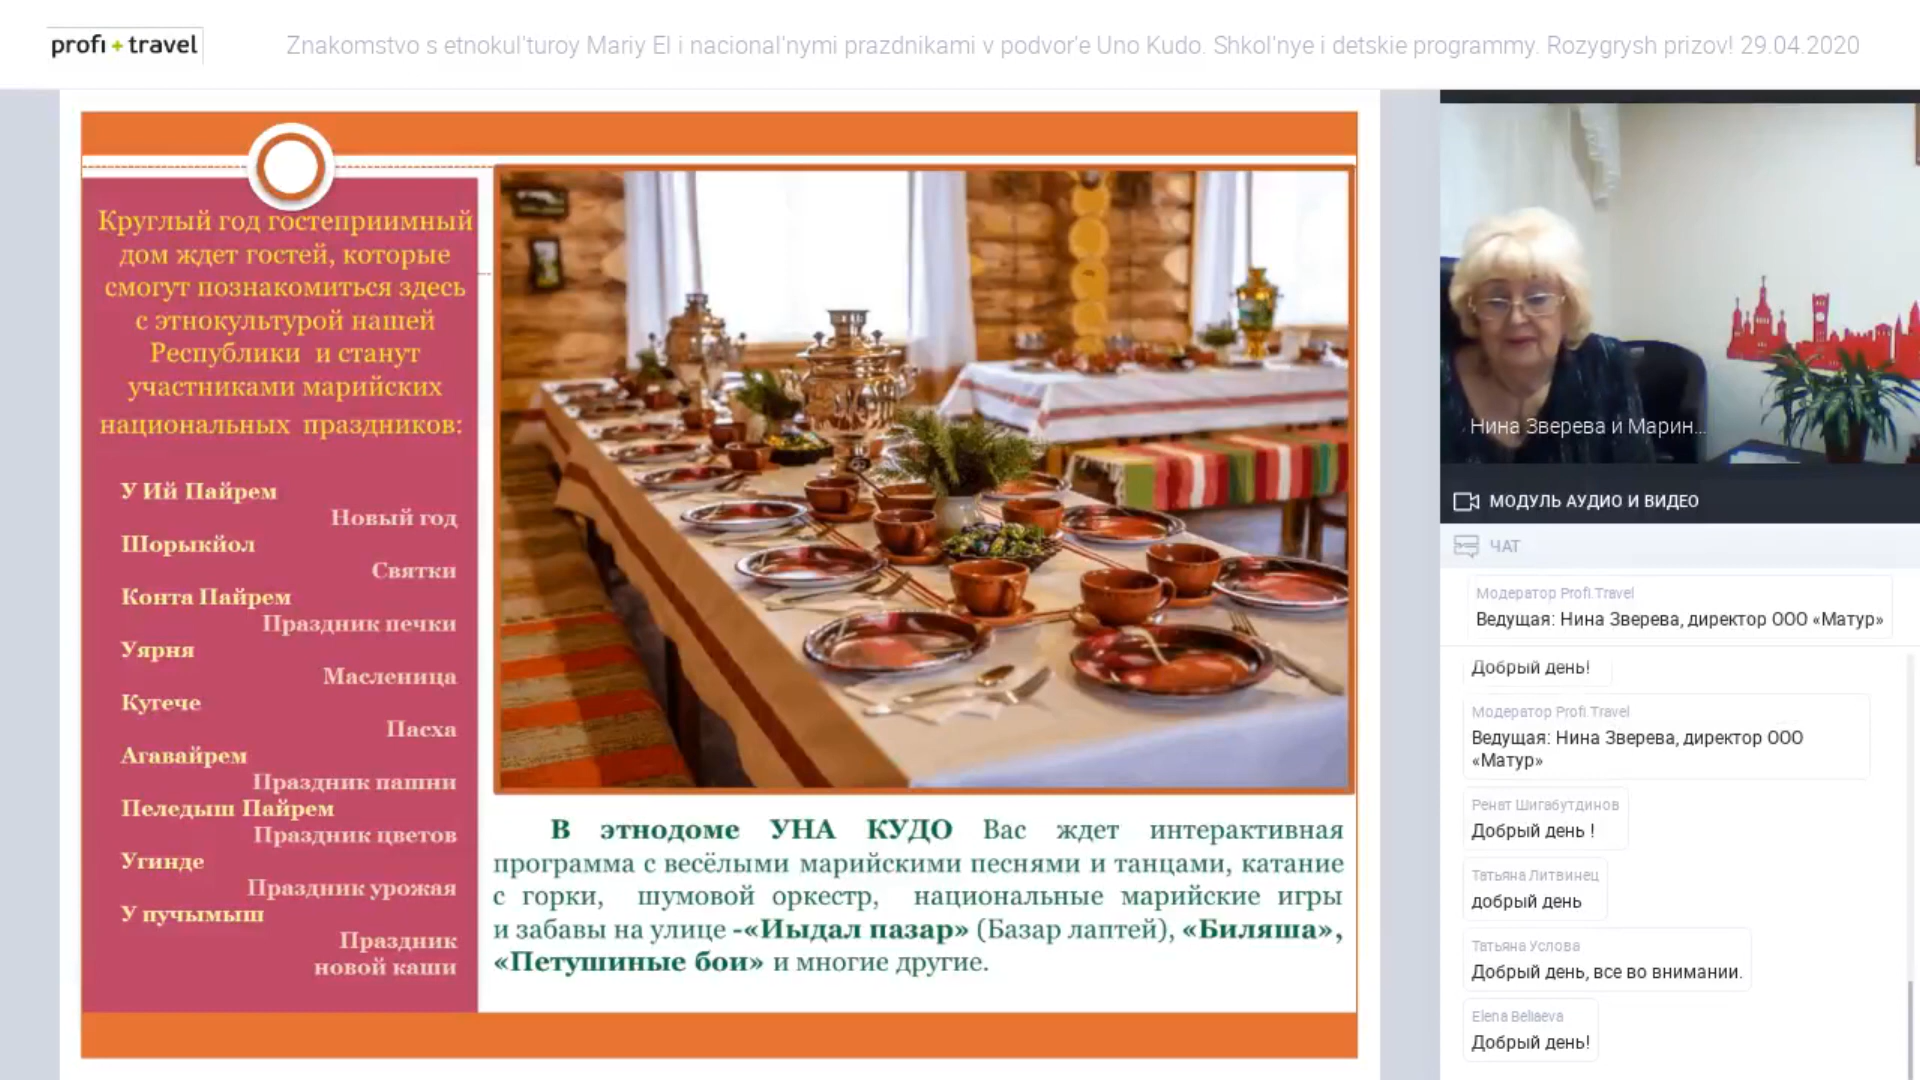 profi + travel
Znakomstvo s etnokul'turoy Mariy El i nacional'nymi prazdnikami v podvor'e Uno Kudo. Shkol'nye i detskie programmy. Rozygrysh prizov! 29.04.2020
Круглый год гостеприимный
дом ждет гостей, которые
смогут познакомиться здесь
с этнокультурой нашей
Республики и станут
участниками марийских
национальных праздников:
У Ий Пайрем
Новый год
Шорыкйол
Святки
Конта Пайрем
Праздник печки
Уярня
Масленица
Кугече
Пасха
Агавайрем
Праздник пашни
Пеледыш Пайрем
Праздник цветов
Угинде
Праздник урожая
У пучымыш
Праздник
новой каши
В этнодоме УНА КУДО Вас ждет интерактивная
программа с весёлыми марийскими песнями и танцами, катание
с горки, шумовой оркестр, национальные марийские игры
и забавы на улице -«Йыдал пазар» (Базар лаптей), «Биляша»,
«Петушиные бои» и многие другие.
Нина Зверева и Марин...
МОДУЛЬ АУДИО И ВИДЕО
ЧАТ
Модератор Profi.Travel
Ведущая: Нина Зверева, директор ООО «Матур»
Добрый день!
Модератор Profi.Travel
Ведущая: Нина Зверева, директор ООО
«Матур»
Ренат Шигабутдинов
Добрый день !
Татьяна Литвинец
добрый день
Татьяна Услова
Добрый день, все во внимании.
Elena Beliaeva
Добрый день!